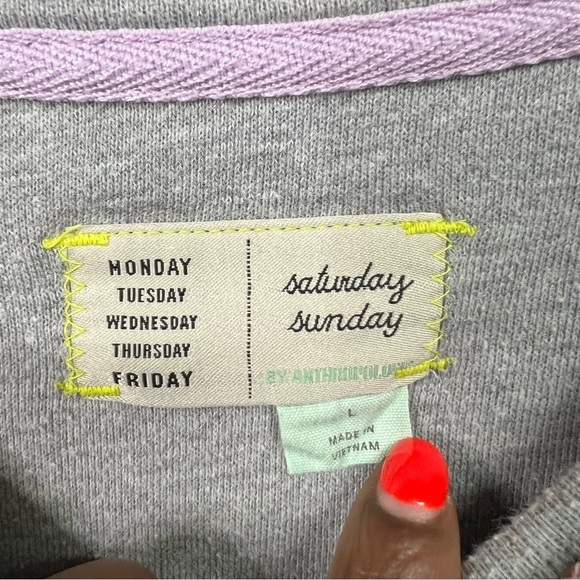 MONDAY
TUESDAY
WEDNESDAY
THURSDAY
FRIDAY
saturday
sunday
BY ANTHROPOLOGIE
L
MADE IN
VIETNAM